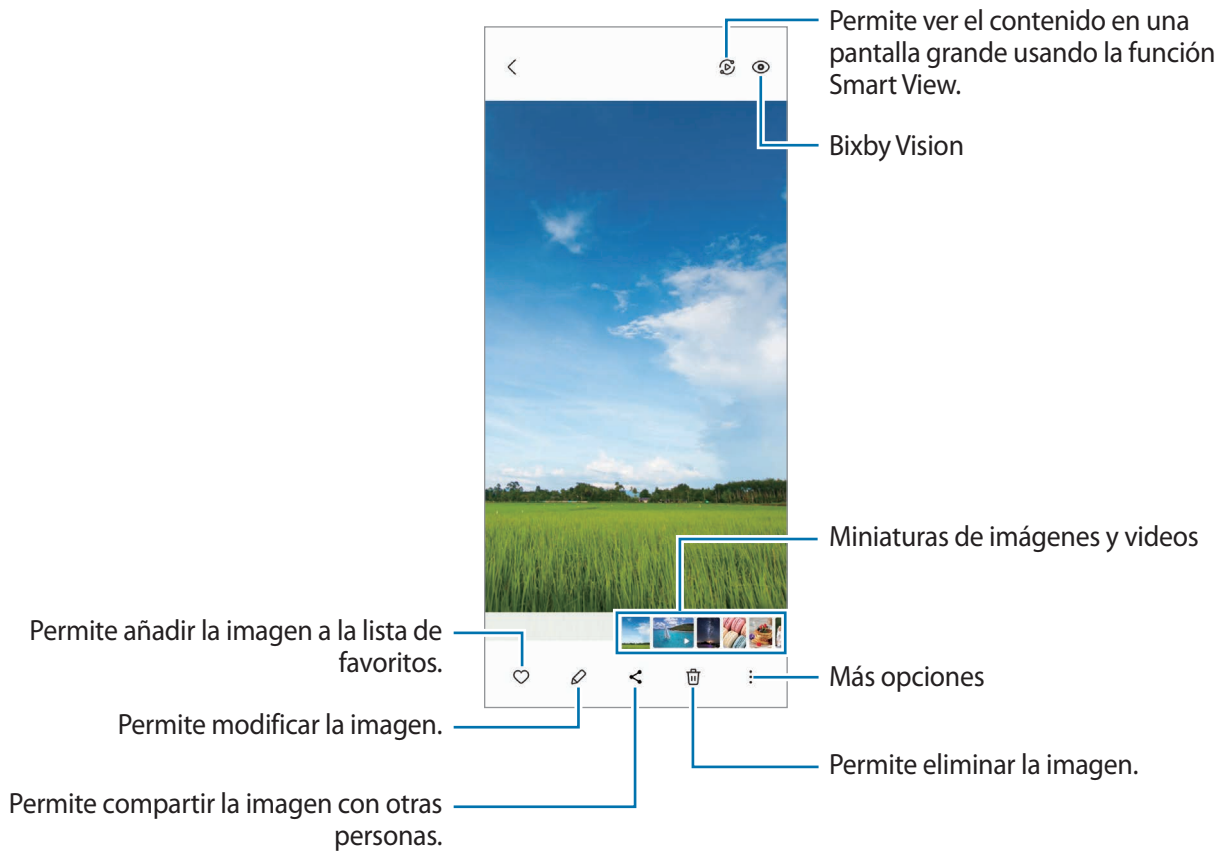 Permite ver el contenido en una
pantalla grande usando la función
Smart View.
Bixby Vision
Miniaturas de imágenes y videos
Permite añadir la imagen a la lista de
favoritos.
Más opciones
Permite modificar la imagen.
Permite eliminar la imagen.
Permite compartir la imagen con otras
personas.